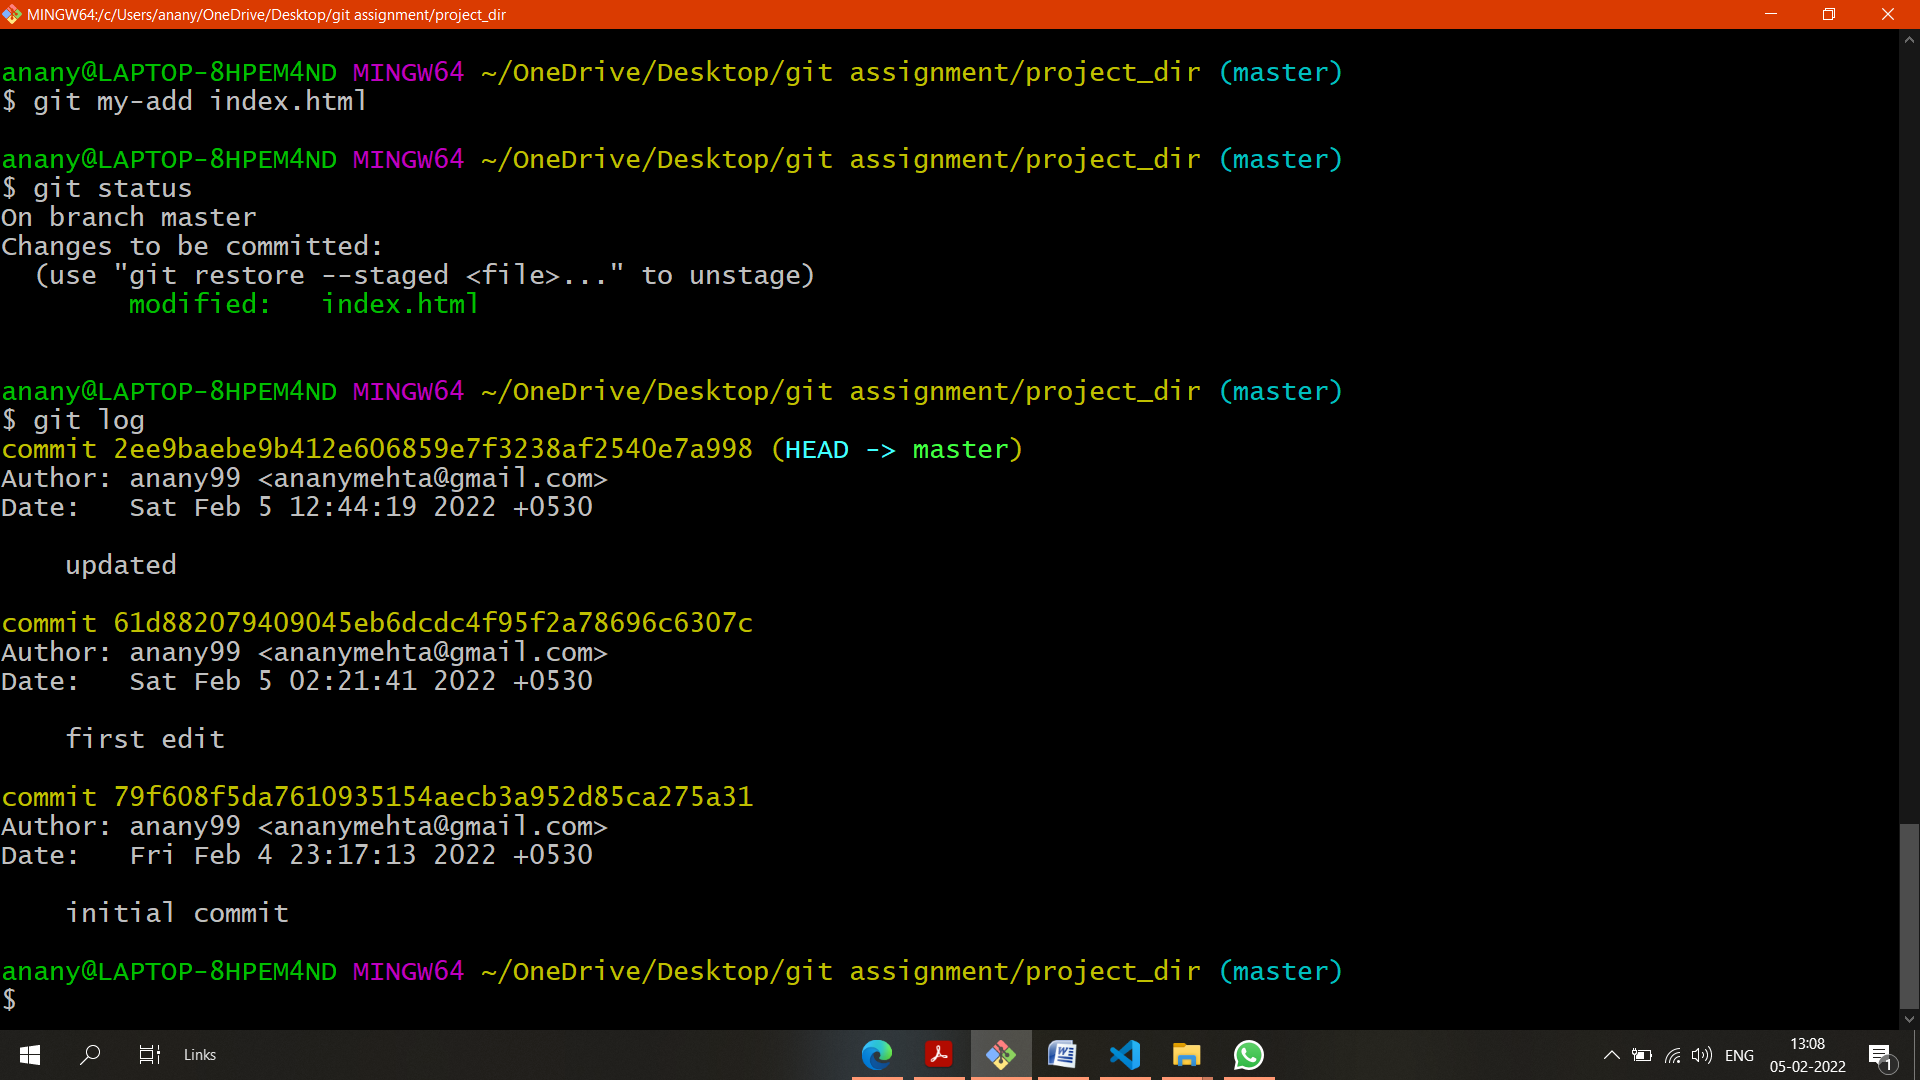 MINGW64:/c/Users/anany/OneDrive/Desktop/git assignment/project_dir
anany@LAPTOP-8HPEM4ND MINGW64 ~/OneDrive/Desktop/git assignment/project_dir (master)
$ git my-add index.html
anany@LAPTOP-8HPEM4ND MINGW64 ~/OneDrive/Desktop/git assignment/project_dir (master)
$ git status
On branch master
Changes to be committed:
  (use "git restore --staged <file>..." to unstage)
        modified:   index.html
anany@LAPTOP-8HPEM4ND MINGW64 ~/OneDrive/Desktop/git assignment/project_dir (master)
$ git log
commit 2ee9baebe9b412e606859e7f3238af2540e7a998 (HEAD -> master)
Author: anany99 <ananymehta@gmail.com>
Date:   Sat Feb 5 12:44:19 2022 +0530
    updated
commit 61d882079409045eb6dcdc4f95f2a78696c6307c
Author: anany99 <ananymehta@gmail.com>
Date:   Sat Feb 5 02:21:41 2022 +0530
    first edit
commit 79f608f5da7610935154aecb3a952d85ca275a31
Author: anany99 <ananymehta@gmail.com>
Date:   Fri Feb 4 23:17:13 2022 +0530
    initial commit
anany@LAPTOP-8HPEM4ND MINGW64 ~/OneDrive/Desktop/git assignment/project_dir (master)
$
Links
ENG
13:08
05-02-2022
1